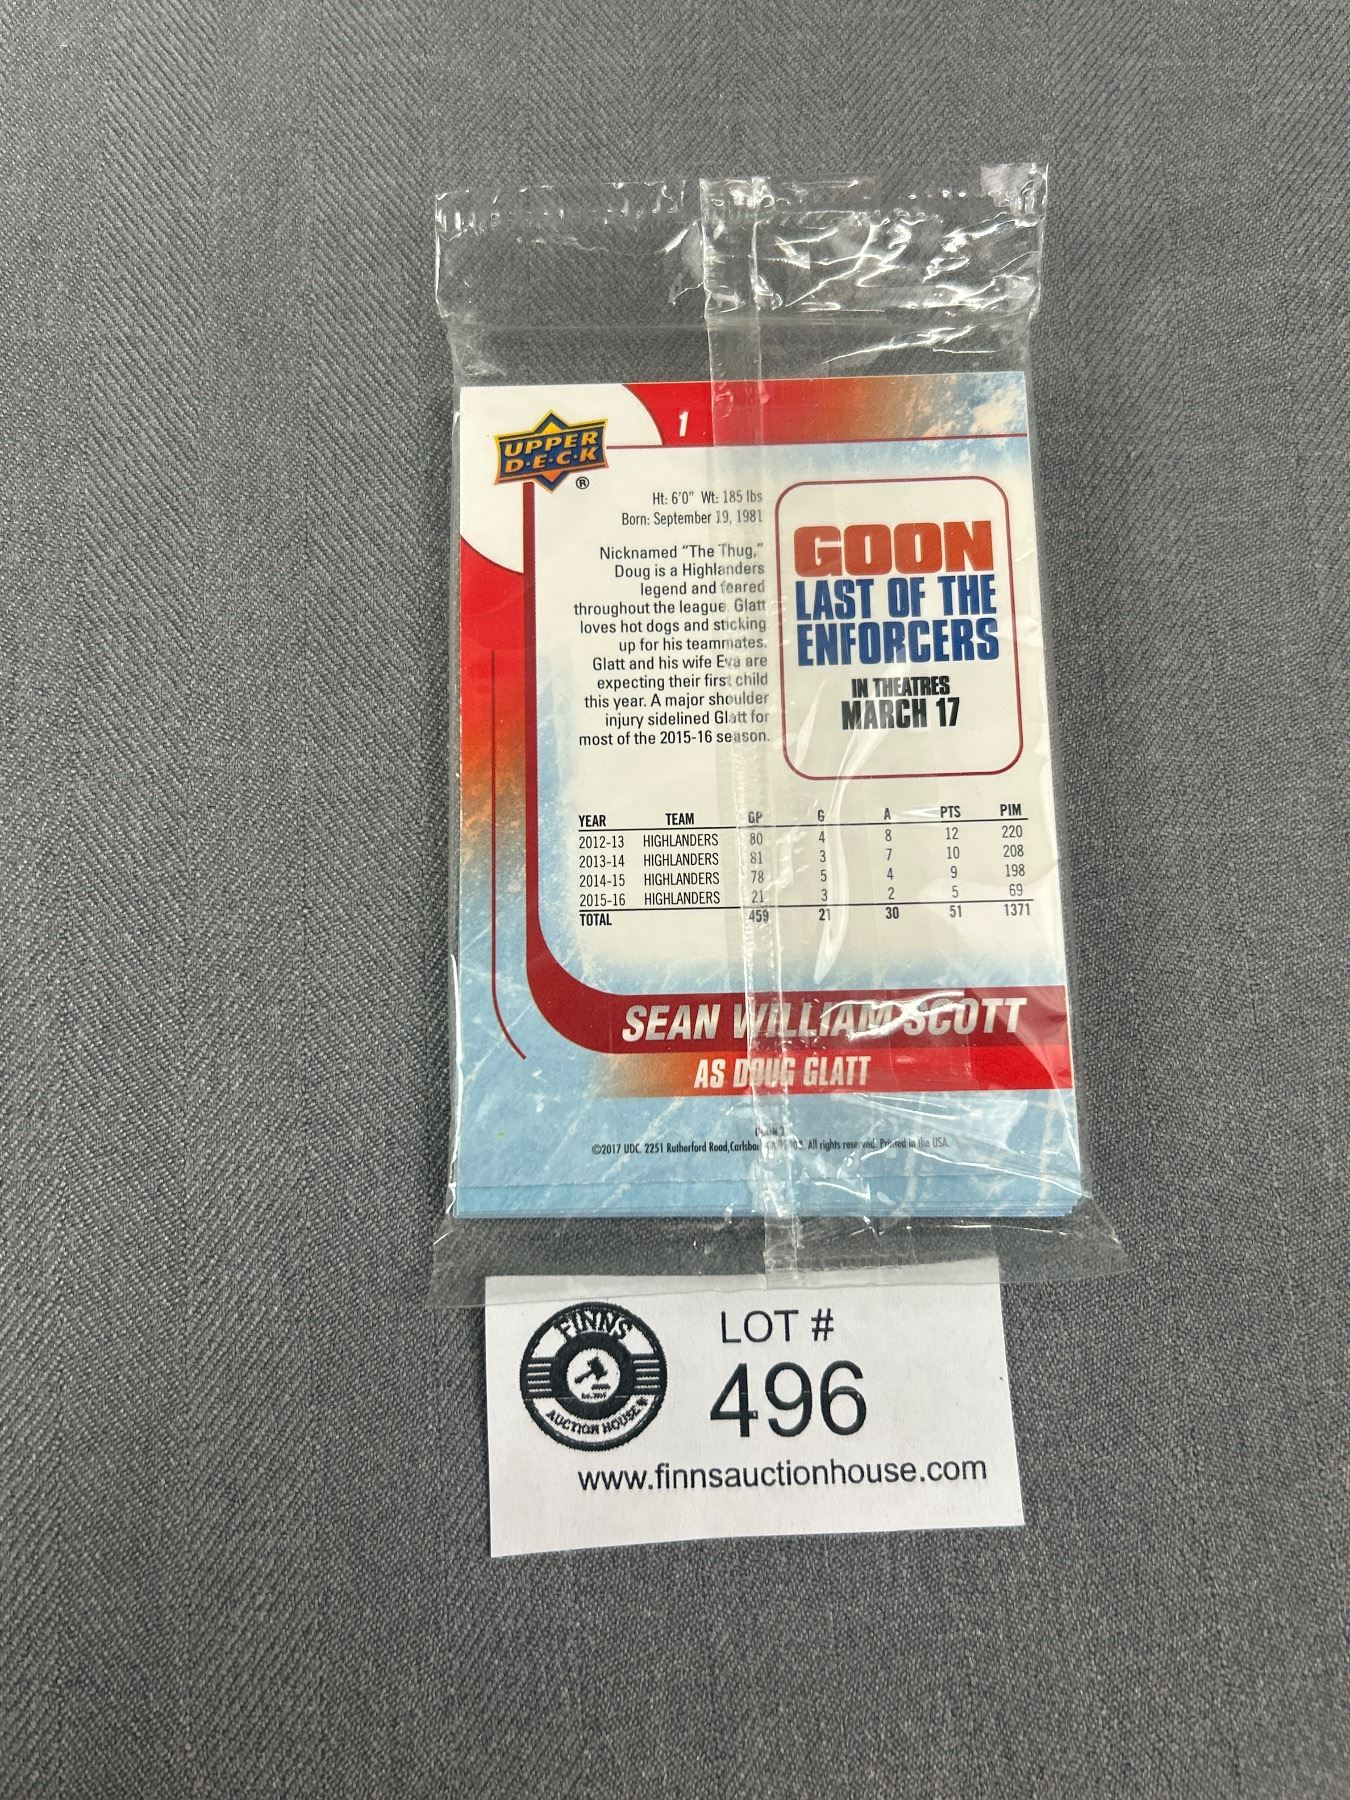 UPPER
D·E·C·K
®
1
Ht: 6'0" Wt: 185 lbs
Born: September 19, 1981
Nicknamed "The Thug,"
Doug is a Highlanders
legend and feared
throughout the league. Glatt
loves hot dogs and sticking
up for his teammates.
Glatt and his wife Eva are
expecting their first child
this year. A major shoulder
injury sidelined Glatt for
most of the 2015-16 season.
GOON
LAST OF THE
ENFORCERS
IN THEATRES
MARCH 17
YEAR TEAM GP G A PTS PIM
2012-13 HIGHLANDERS 80 4 8 12 220
2013-14 HIGHLANDERS 81 3 7 10 208
2014-15 HIGHLANDERS 78 5 4 9 198
2015-16 HIGHLANDERS 21 3 2 5 69
TOTAL 459 21 30 51 1371
SEAN WILLIAM SCOTT
AS DOUG GLATT
©2017 UDC. 2251 Rutherford Road, Carlsbad, CA 92008. All rights reserved. Printed in the USA.
FINNS
AUCTION HOUSE
LOT #
496
www.finnsauctionhouse.com